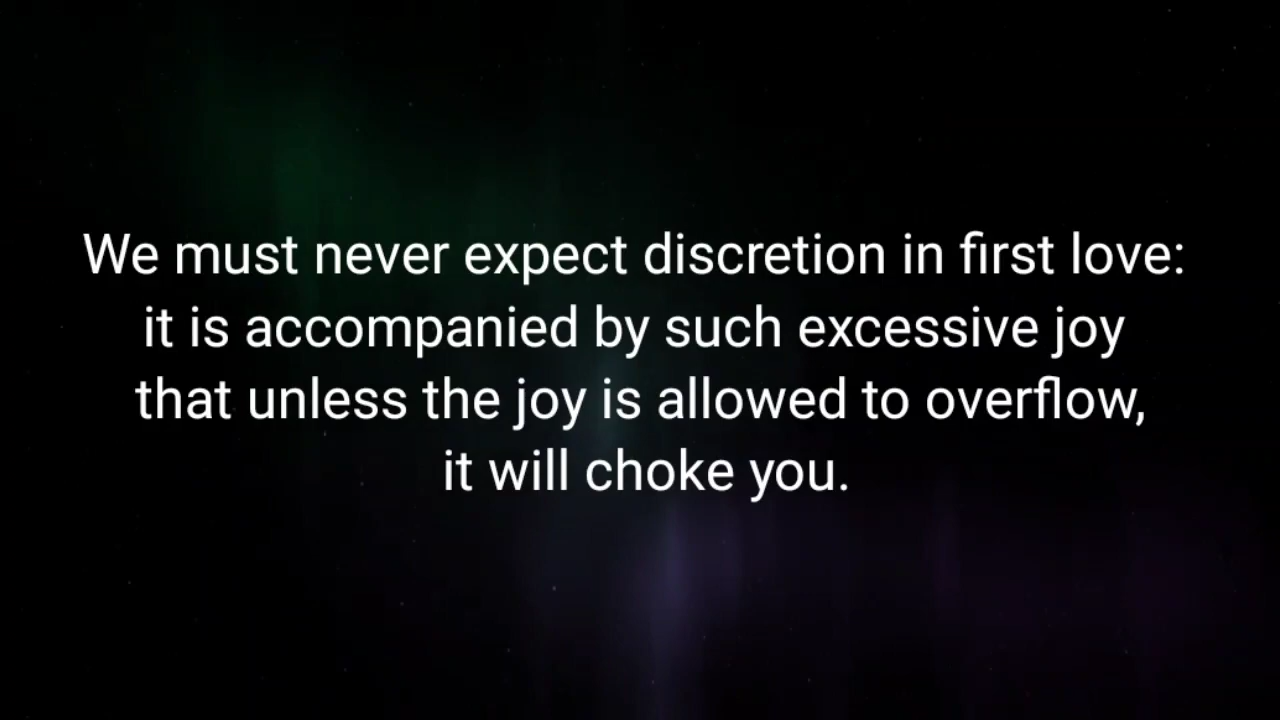 We must never expect discretion in first love:
it is accompanied by such excessive joy
that unless the joy is allowed to overflow,
it will choke you.